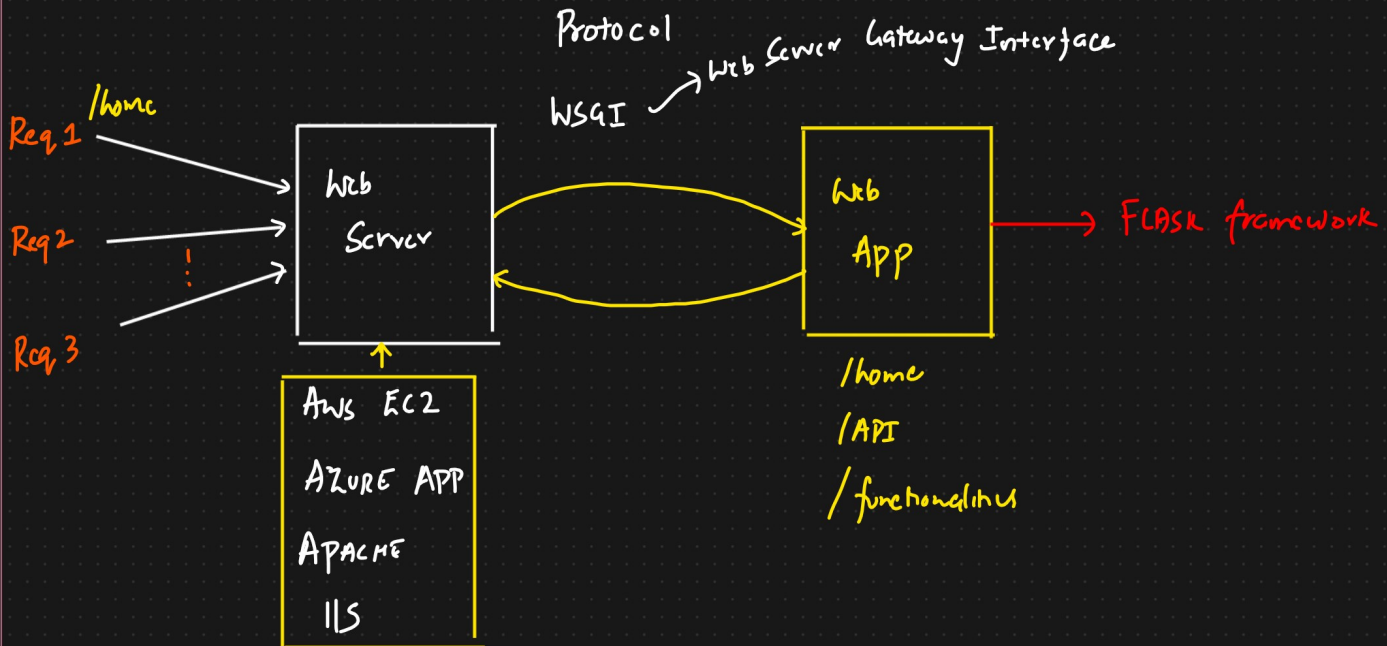 Protocol
WSGI → Web Server Gateway Interface
/home
Req 1
Req 2
Req 3
Web
Server
AWS EC2
AZURE APP
APACHE
IIS
Web
APP
/home
/API
/functionalities
FLASK framework